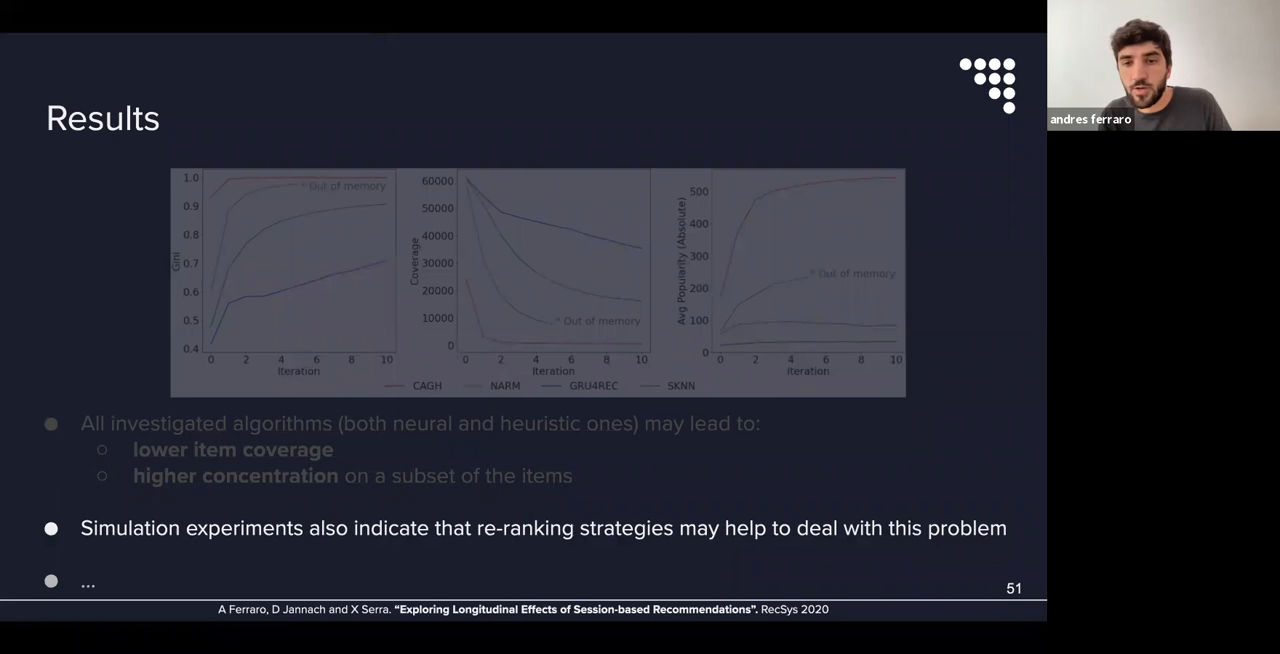 andres ferraro
Results
Gini
1.0
0.9
0.8
0.7
0.6
0.5
0.4
* Out of memory
0 2 4 6 8 10
Iteration
Coverage
60000
50000
40000
30000
20000
10000
0
* Out of memory
0 2 4 6 8 10
Iteration
Avg Popularity (Absolute)
500
400
300
200
100
0
* Out of memory
0 2 4 6 8 10
Iteration
CAGH NARM GRU4REC SKNN
● All investigated algorithms (both neural and heuristic ones) may lead to:
○ lower item coverage
○ higher concentration on a subset of the items
● Simulation experiments also indicate that re-ranking strategies may help to deal with this problem
● ...
51
A Ferraro, D Jannach and X Serra. “Exploring Longitudinal Effects of Session-based Recommendations”. RecSys 2020